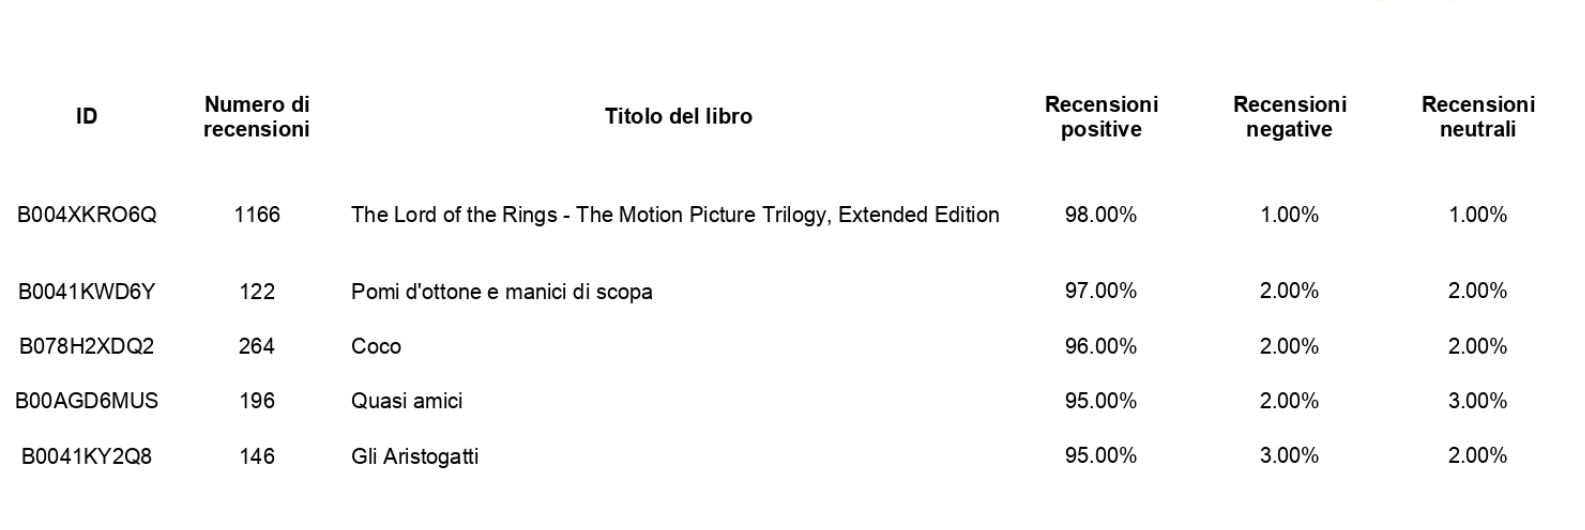 ID Numero di recensioni Titolo del libro Recensioni positive Recensioni negative Recensioni neutrali
B004XKRO6Q 1166 The Lord of the Rings - The Motion Picture Trilogy, Extended Edition 98.00% 1.00% 1.00%
B0041KWD6Y 122 Pomi d'ottone e manici di scopa 97.00% 2.00% 2.00%
B078H2XDQ2 264 Coco 96.00% 2.00% 2.00%
B00AGD6MUS 196 Quasi amici 95.00% 2.00% 3.00%
B0041KY2Q8 146 Gli Aristogatti 95.00% 3.00% 2.00%